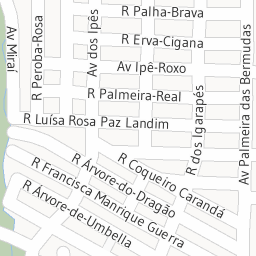 R Palha-Brava
R Erva-Cigana
Av Ipê-Roxo
R Palmeira-Real
R Luísa Rosa Paz Landim
Av Miraí
R Peroba-Rosa
Av dos Ipês
R dos Igarapés
Av Palmeira das Bermudas
R Coqueiro Carandá
R Árvore-do-Dragão
R Francisca Manrique Guerra
R Árvore-de-Umbella